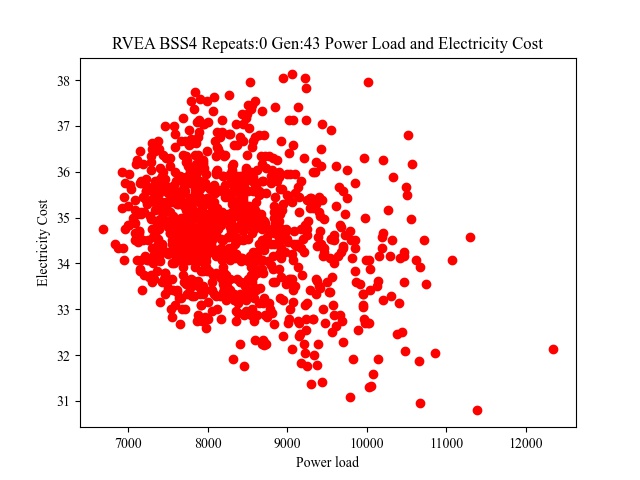 RVEA BSS4 Repeats:0 Gen:43 Power Load and Electricity Cost
38
37
36
35
34
33
32
31
Electricity Cost
7000 8000 9000 10000 11000 12000
Power load